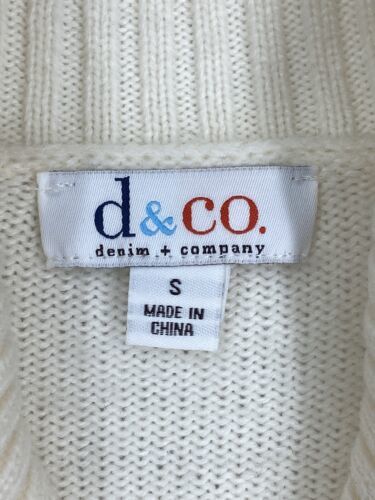 d&co.
denim + company
S
MADE IN
CHINA